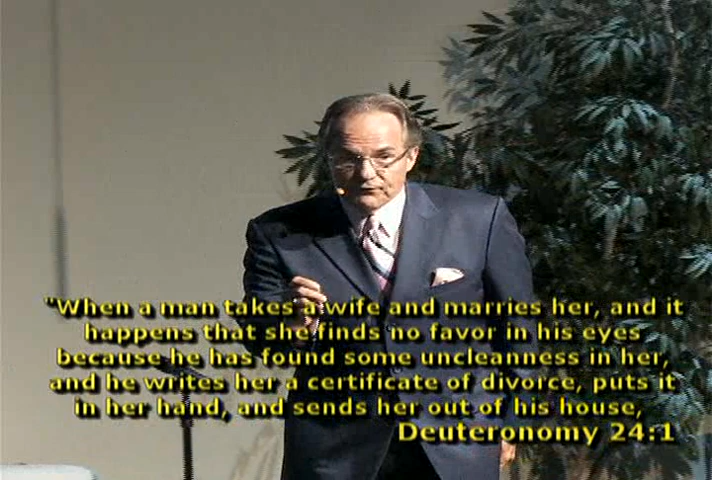 "When a man takes a wife and marries her, and it
happens that she finds no favor in his eyes
because he has found some uncleanness in her,
and he writes her a certificate of divorce, puts it
in her hand, and sends her out of his house,
Deuteronomy 24:1